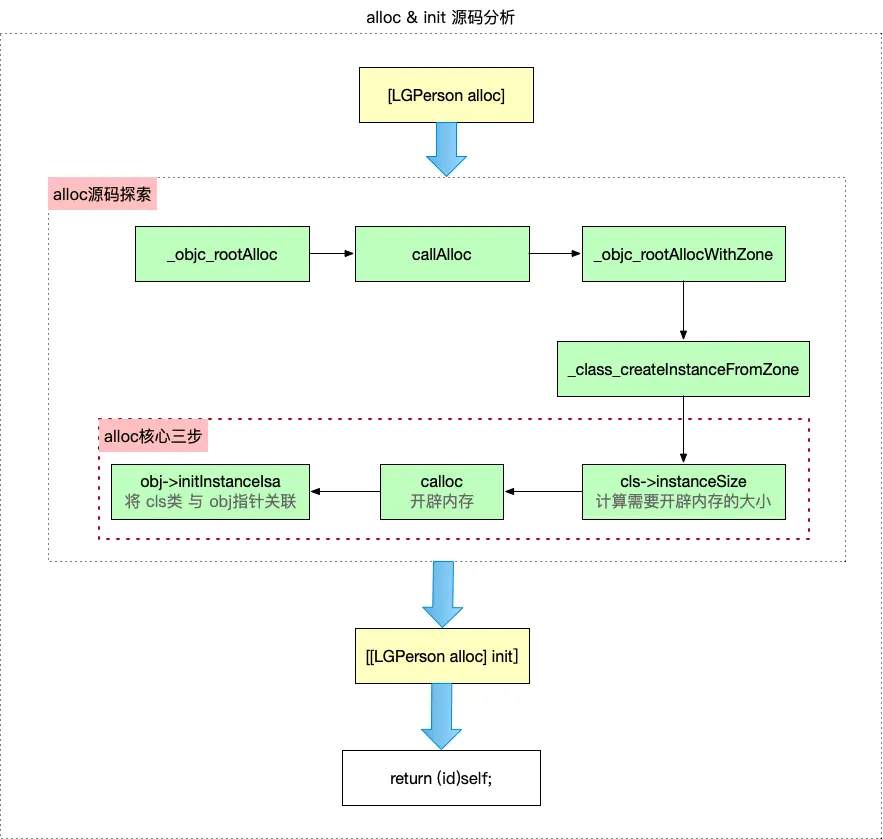 alloc & init 源码分析
[LGPerson alloc]
alloc源码探索
_objc_rootAlloc
callAlloc
_objc_rootAllocWithZone
_class_createInstanceFromZone
alloc核心三步
obj->initInstanceIsa
将 cls类 与 obj指针关联
calloc
开辟内存
cls->instanceSize
计算需要开辟内存的大小
[[LGPerson alloc] init]
return (id)self;